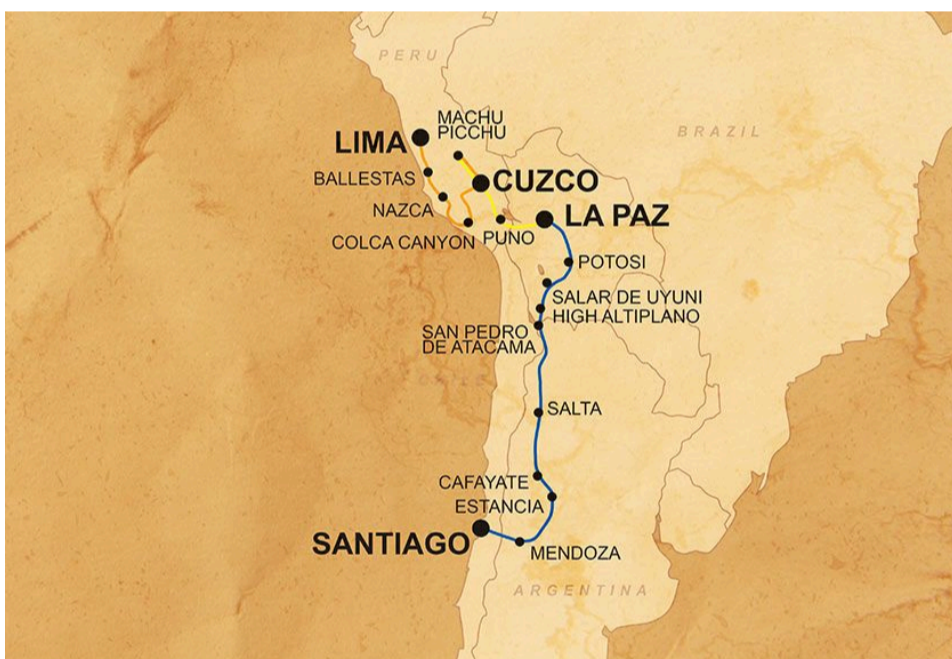 PERU
BRAZIL
MACHU
PICCHU
LIMA
BALLESTAS
CUZCO
NAZCA
LA PAZ
COLCA CANYON
PUNO
POTOSI
SALAR DE UYUNI
HIGH ALTIPLANO
SAN PEDRO
DE ATACAMA
SALTA
CAFAYATE
ESTANCIA
SANTIAGO
MENDOZA
ARGENTINA